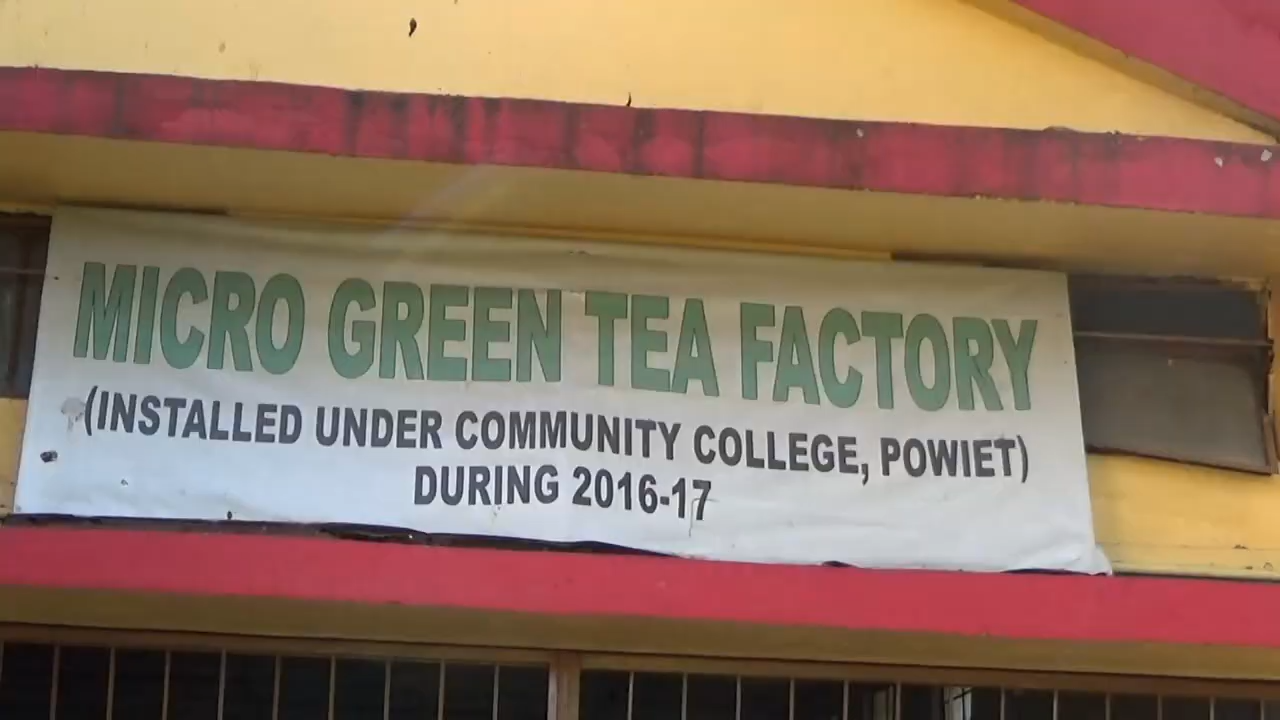 MICRO GREEN TEA FACTORY
(INSTALLED UNDER COMMUNITY COLLEGE, POWIET)
DURING 2016-17